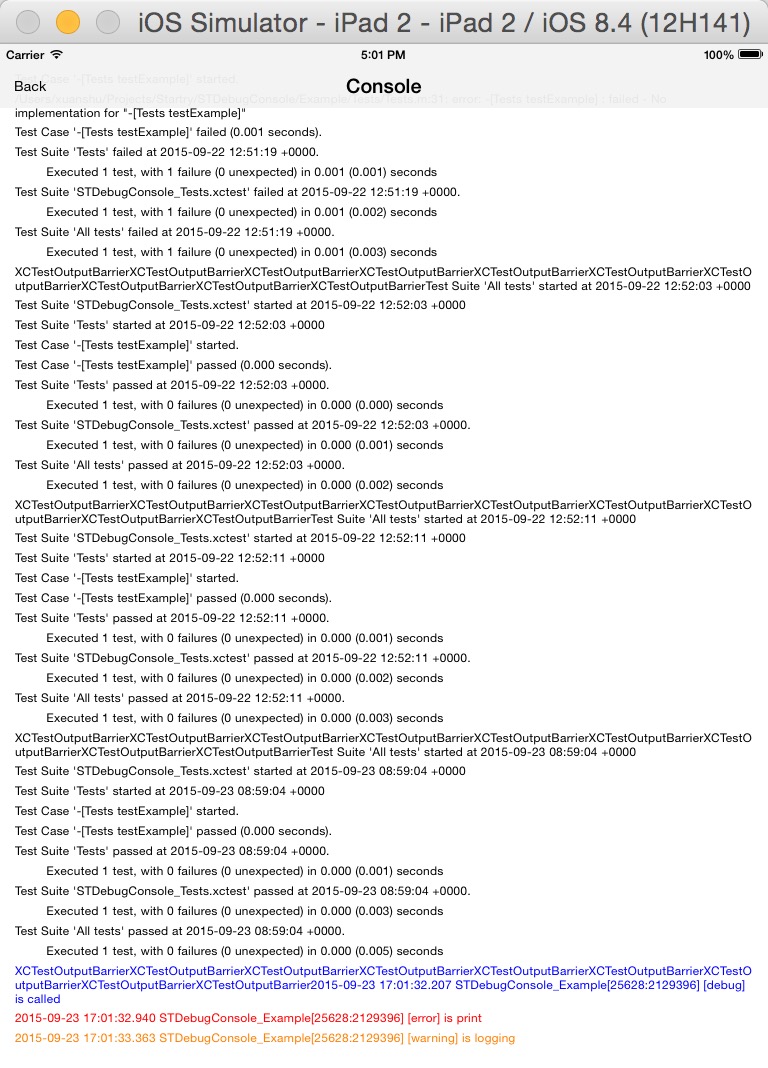 iOS Simulator - iPad 2 - iPad 2 / iOS 8.4 (12H141)
Carrier 5:01 PM 100%
Test Case '-[Tests testExample]' started.
Back Console
error: -[Tests testExample] : failed - No
implementation for "-[Tests testExample]"
Test Case '-[Tests testExample]' failed (0.001 seconds).
Test Suite 'Tests' failed at 2015-09-22 12:51:19 +0000.
Executed 1 test, with 1 failure (0 unexpected) in 0.001 (0.001) seconds
Test Suite 'STDebugConsole_Tests.xctest' failed at 2015-09-22 12:51:19 +0000.
Executed 1 test, with 1 failure (0 unexpected) in 0.001 (0.002) seconds
Test Suite 'All tests' failed at 2015-09-22 12:51:19 +0000.
Executed 1 test, with 1 failure (0 unexpected) in 0.001 (0.003) seconds
XCTestOutputBarrierXCTestOutputBarrierXCTestOutputBarrierXCTestOutputBarrierXCTestOutputBarrierXCTestOutputBarrierXCTestO
utputBarrierXCTestOutputBarrierXCTestOutputBarrierXCTestOutputBarrierTest Suite 'All tests' started at 2015-09-22 12:52:03 +0000
Test Suite 'STDebugConsole_Tests.xctest' started at 2015-09-22 12:52:03 +0000
Test Suite 'Tests' started at 2015-09-22 12:52:03 +0000
Test Case '-[Tests testExample]' started.
Test Case '-[Tests testExample]' passed (0.000 seconds).
Test Suite 'Tests' passed at 2015-09-22 12:52:03 +0000.
Executed 1 test, with 0 failures (0 unexpected) in 0.000 (0.000) seconds
Test Suite 'STDebugConsole_Tests.xctest' passed at 2015-09-22 12:52:03 +0000.
Executed 1 test, with 0 failures (0 unexpected) in 0.000 (0.001) seconds
Test Suite 'All tests' passed at 2015-09-22 12:52:03 +0000.
Executed 1 test, with 0 failures (0 unexpected) in 0.000 (0.002) seconds
XCTestOutputBarrierXCTestOutputBarrierXCTestOutputBarrierXCTestOutputBarrierXCTestOutputBarrierXCTestOutputBarrierXCTestO
utputBarrierXCTestOutputBarrierXCTestOutputBarrierTest Suite 'All tests' started at 2015-09-22 12:52:11 +0000
Test Suite 'STDebugConsole_Tests.xctest' started at 2015-09-22 12:52:11 +0000
Test Suite 'Tests' started at 2015-09-22 12:52:11 +0000
Test Case '-[Tests testExample]' started.
Test Case '-[Tests testExample]' passed (0.000 seconds).
Test Suite 'Tests' passed at 2015-09-22 12:52:11 +0000.
Executed 1 test, with 0 failures (0 unexpected) in 0.000 (0.001) seconds
Test Suite 'STDebugConsole_Tests.xctest' passed at 2015-09-22 12:52:11 +0000.
Executed 1 test, with 0 failures (0 unexpected) in 0.000 (0.002) seconds
Test Suite 'All tests' passed at 2015-09-22 12:52:11 +0000.
Executed 1 test, with 0 failures (0 unexpected) in 0.000 (0.003) seconds
XCTestOutputBarrierXCTestOutputBarrierXCTestOutputBarrierXCTestOutputBarrierXCTestOutputBarrierXCTestOutputBarrierXCTestO
utputBarrierXCTestOutputBarrierXCTestOutputBarrierTest Suite 'All tests' started at 2015-09-23 08:59:04 +0000
Test Suite 'STDebugConsole_Tests.xctest' started at 2015-09-23 08:59:04 +0000
Test Suite 'Tests' started at 2015-09-23 08:59:04 +0000
Test Case '-[Tests testExample]' started.
Test Case '-[Tests testExample]' passed (0.000 seconds).
Test Suite 'Tests' passed at 2015-09-23 08:59:04 +0000.
Executed 1 test, with 0 failures (0 unexpected) in 0.000 (0.001) seconds
Test Suite 'STDebugConsole_Tests.xctest' passed at 2015-09-23 08:59:04 +0000.
Executed 1 test, with 0 failures (0 unexpected) in 0.000 (0.003) seconds
Test Suite 'All tests' passed at 2015-09-23 08:59:04 +0000.
Executed 1 test, with 0 failures (0 unexpected) in 0.000 (0.005) seconds
XCTestOutputBarrierXCTestOutputBarrierXCTestOutputBarrierXCTestOutputBarrierXCTestOutputBarrierXCTestOutputBarrierXCTestO
utputBarrierXCTestOutputBarrierXCTestOutputBarrier2015-09-23 17:01:32.207 STDebugConsole_Example[25628:2129396] [debug]
is called
2015-09-23 17:01:32.940 STDebugConsole_Example[25628:2129396] [error] is print
2015-09-23 17:01:33.363 STDebugConsole_Example[25628:2129396] [warning] is logging